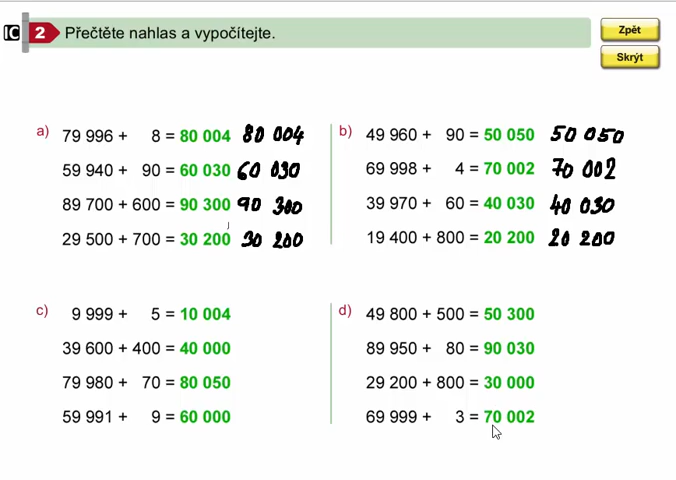 IC 2 Přečtěte nahlas a vypočítejte.
Zpět
Skrýt
a) 79 996 + 8 = 80 004 80 004
59 940 + 90 = 60 030 60 030
89 700 + 600 = 90 300 90 300
29 500 + 700 = 30 200 30 200
b) 49 960 + 90 = 50 050 50 050
69 998 + 4 = 70 002 70 002
39 970 + 60 = 40 030 40 030
19 400 + 800 = 20 200 20 200
c) 9 999 + 5 = 10 004
39 600 + 400 = 40 000
79 980 + 70 = 80 050
59 991 + 9 = 60 000
d) 49 800 + 500 = 50 300
89 950 + 80 = 90 030
29 200 + 800 = 30 000
69 999 + 3 = 70 002